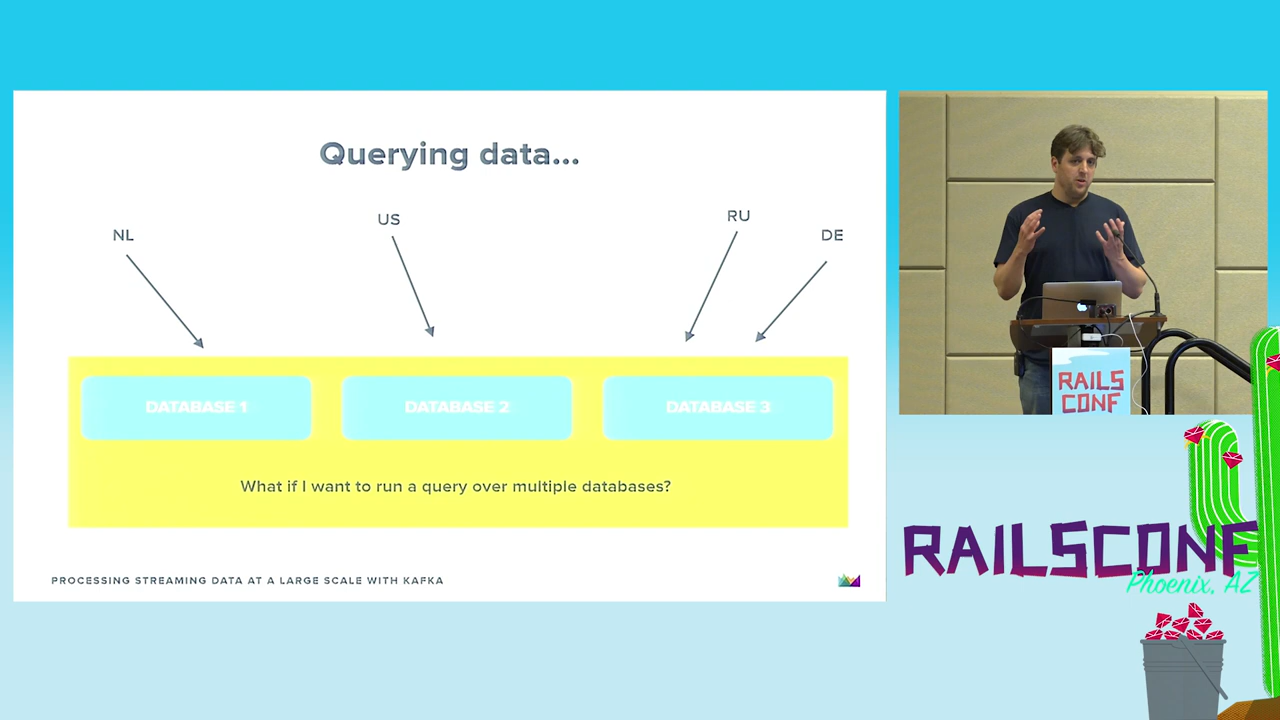 Querying data...
NL
US
RU
DE
DATABASE 1
DATABASE 2
DATABASE 3
What if I want to run a query over multiple databases?
PROCESSING STREAMING DATA AT A LARGE SCALE WITH KAFKA
RAILS
CONF
RAILSCONF
Phoenix, AZ